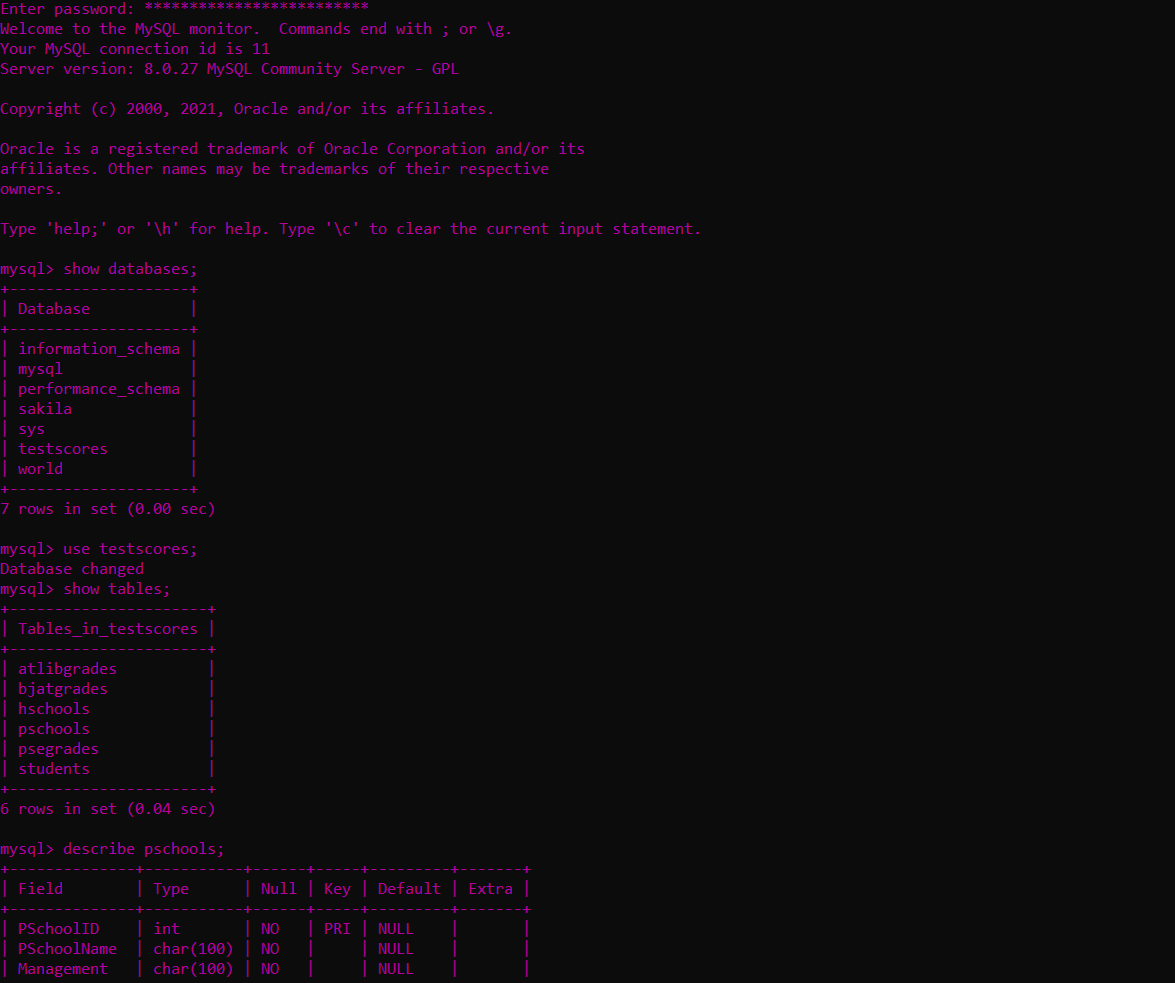 Enter password: *************************
Welcome to the MySQL monitor.  Commands end with ; or \g.
Your MySQL connection id is 11
Server version: 8.0.27 MySQL Community Server - GPL

Copyright (c) 2000, 2021, Oracle and/or its affiliates.

Oracle is a registered trademark of Oracle Corporation and/or its
affiliates. Other names may be trademarks of their respective
owners.

Type 'help;' or '\h' for help. Type '\c' to clear the current input statement.

mysql> show databases;
+--------------------+
| Database           |
+--------------------+
| information_schema |
| mysql              |
| performance_schema |
| sakila             |
| sys                |
| testscores         |
| world              |
+--------------------+
7 rows in set (0.00 sec)

mysql> use testscores;
Database changed
mysql> show tables;
+----------------------+
| Tables_in_testscores |
+----------------------+
| atlibgrades          |
| bjatgrades           |
| hschools             |
| pschools             |
| psegrades            |
| students             |
+----------------------+
6 rows in set (0.04 sec)

mysql> describe pschools;
+--------------+-----------+------+-----+---------+-------+
| Field        | Type      | Null | Key | Default | Extra |
+--------------+-----------+------+-----+---------+-------+
| PSchoolID    | int       | NO   | PRI | NULL    |       |
| PSchoolName  | char(100) | NO   |     | NULL    |       |
| Management   | char(100) | NO   |     | NULL    |       |